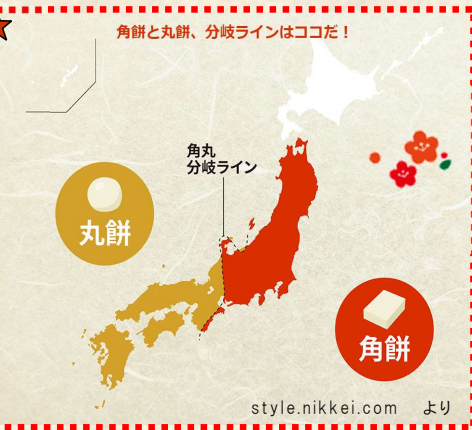 角餅と丸餅、分岐ラインはココだ！
角丸
分岐ライン
丸餅
角餅
style.nikkei.com より